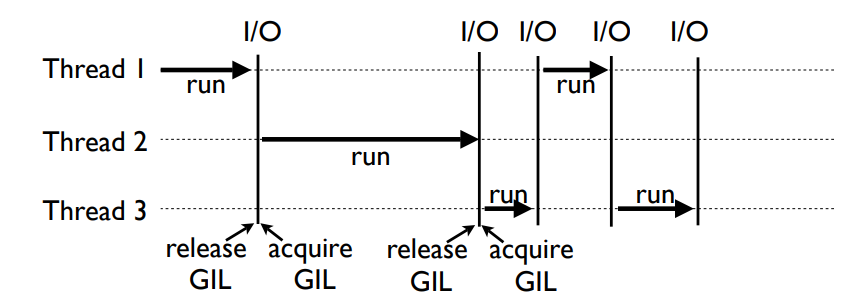 I/O I/O I/O I/O I/O
Thread 1 run run
Thread 2 run
Thread 3 run run
release acquire release acquire
GIL GIL GIL GIL